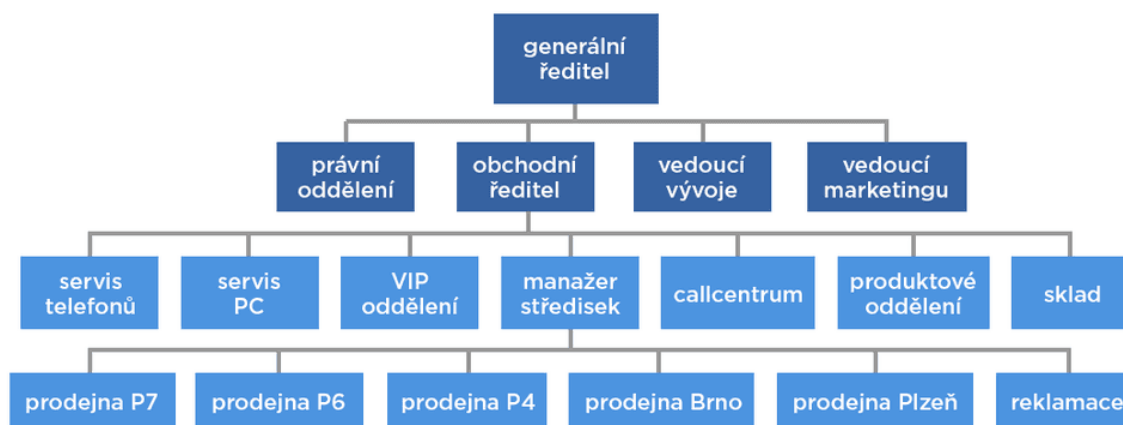 generální
ředitel
právní
oddělení
obchodní
ředitel
vedoucí
vývoje
vedoucí
marketingu
servis
telefonů
servis
PC
VIP
oddělení
manažer
středisek
callcentrum
produktové
oddělení
sklad
prodejna P7
prodejna P6
prodejna P4
prodejna Brno
prodejna Plzeň
reklamace